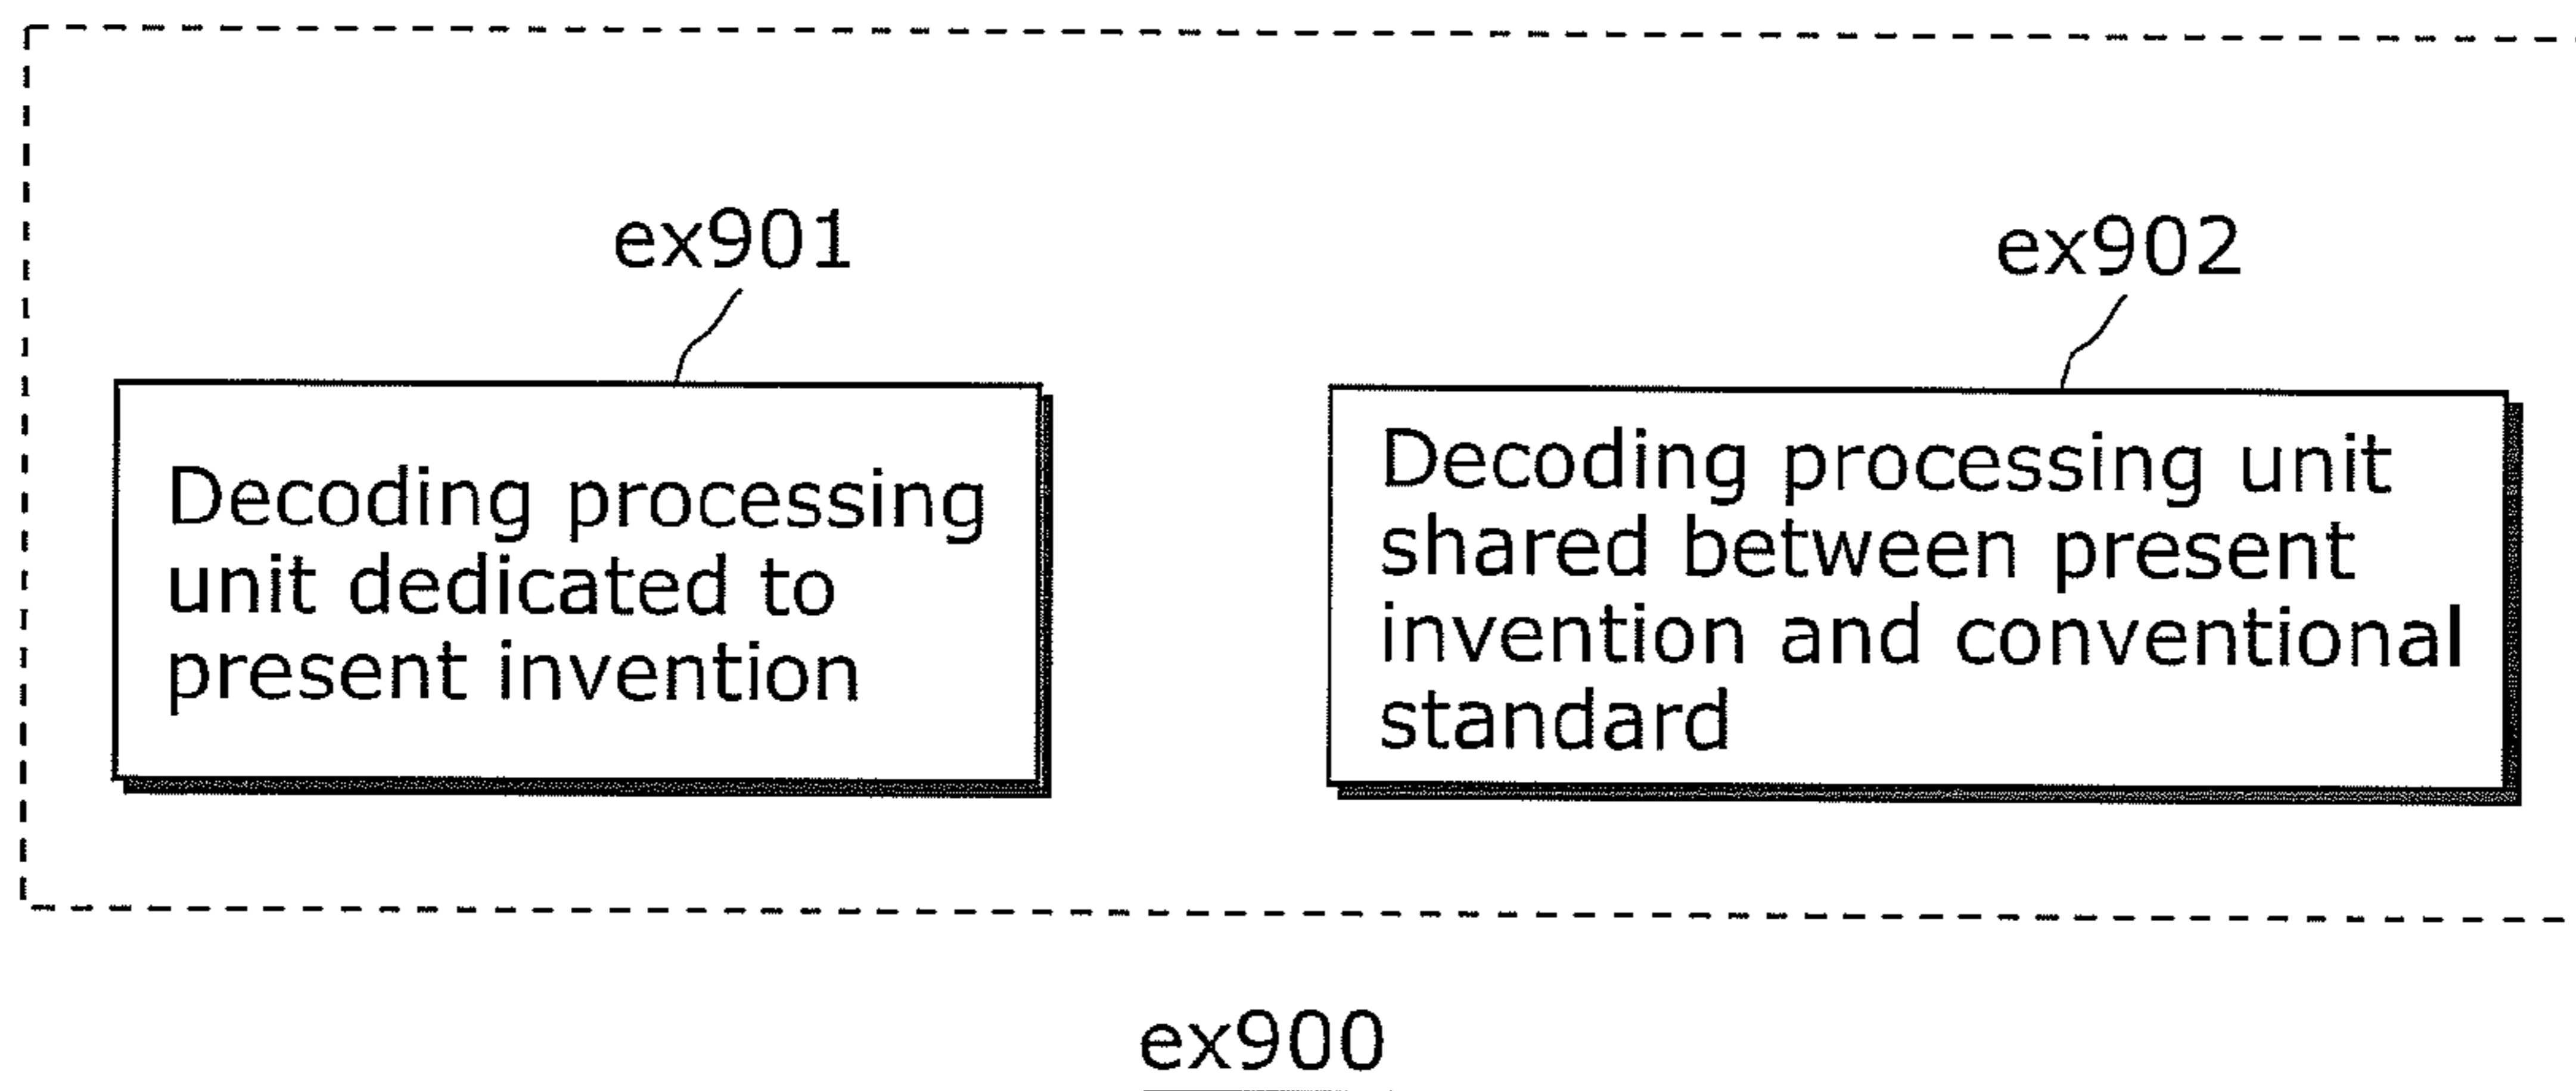 ex901
Decoding processing
unit dedicated to
present invention
ex902
Decoding processing unit
shared between present
invention and conventional
standard
ex900